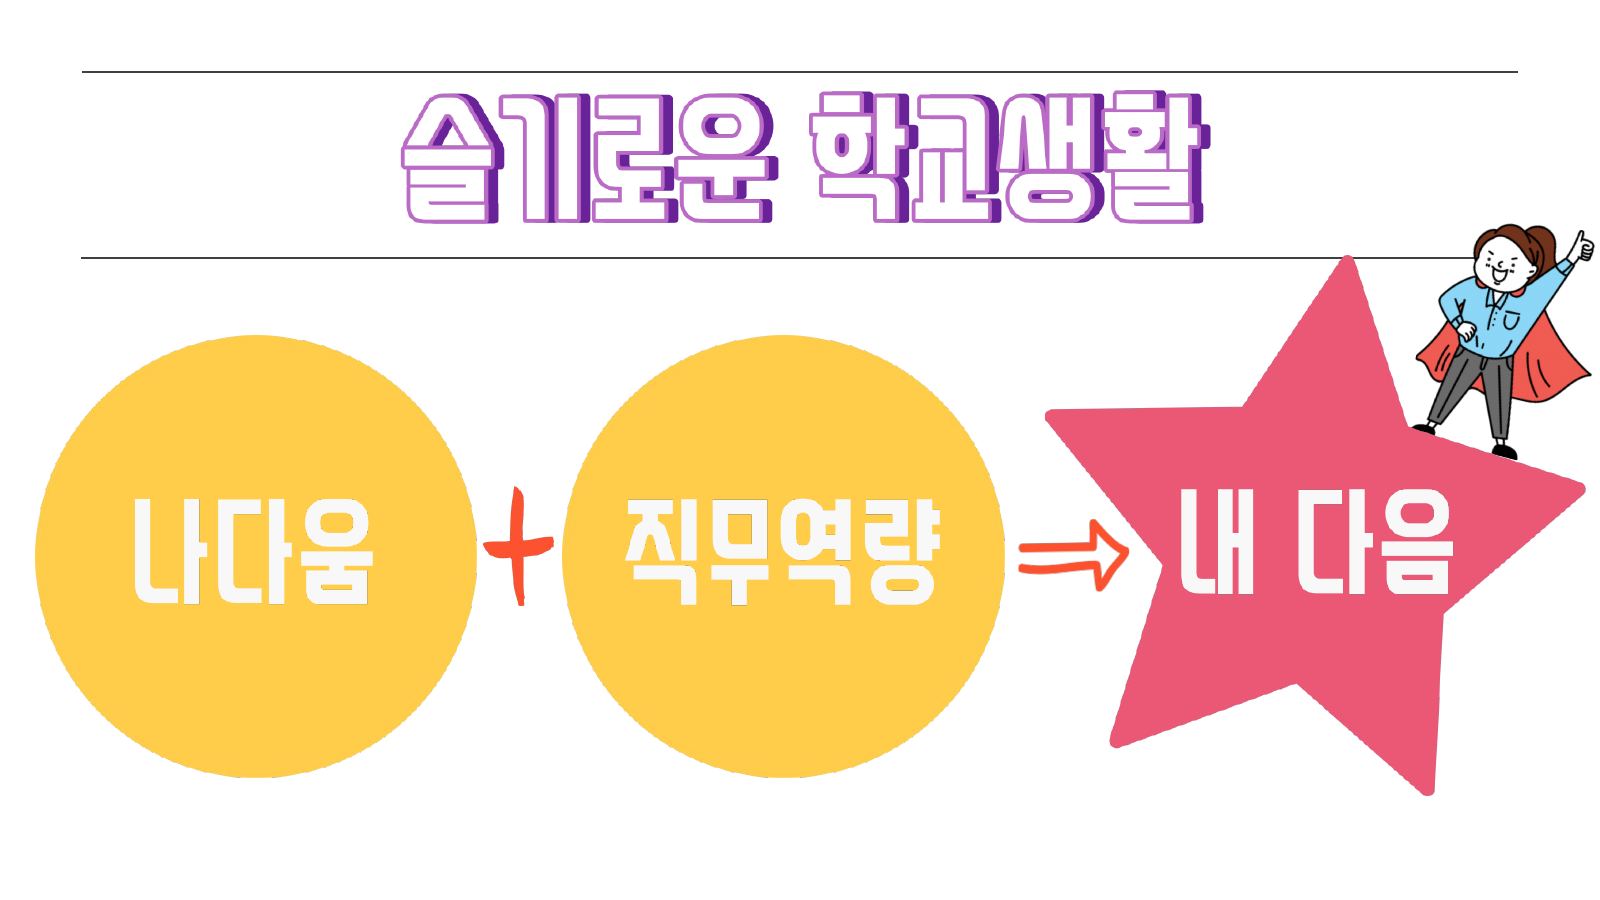 슬기로운 학교생활
나다움
직무역량
내 다음